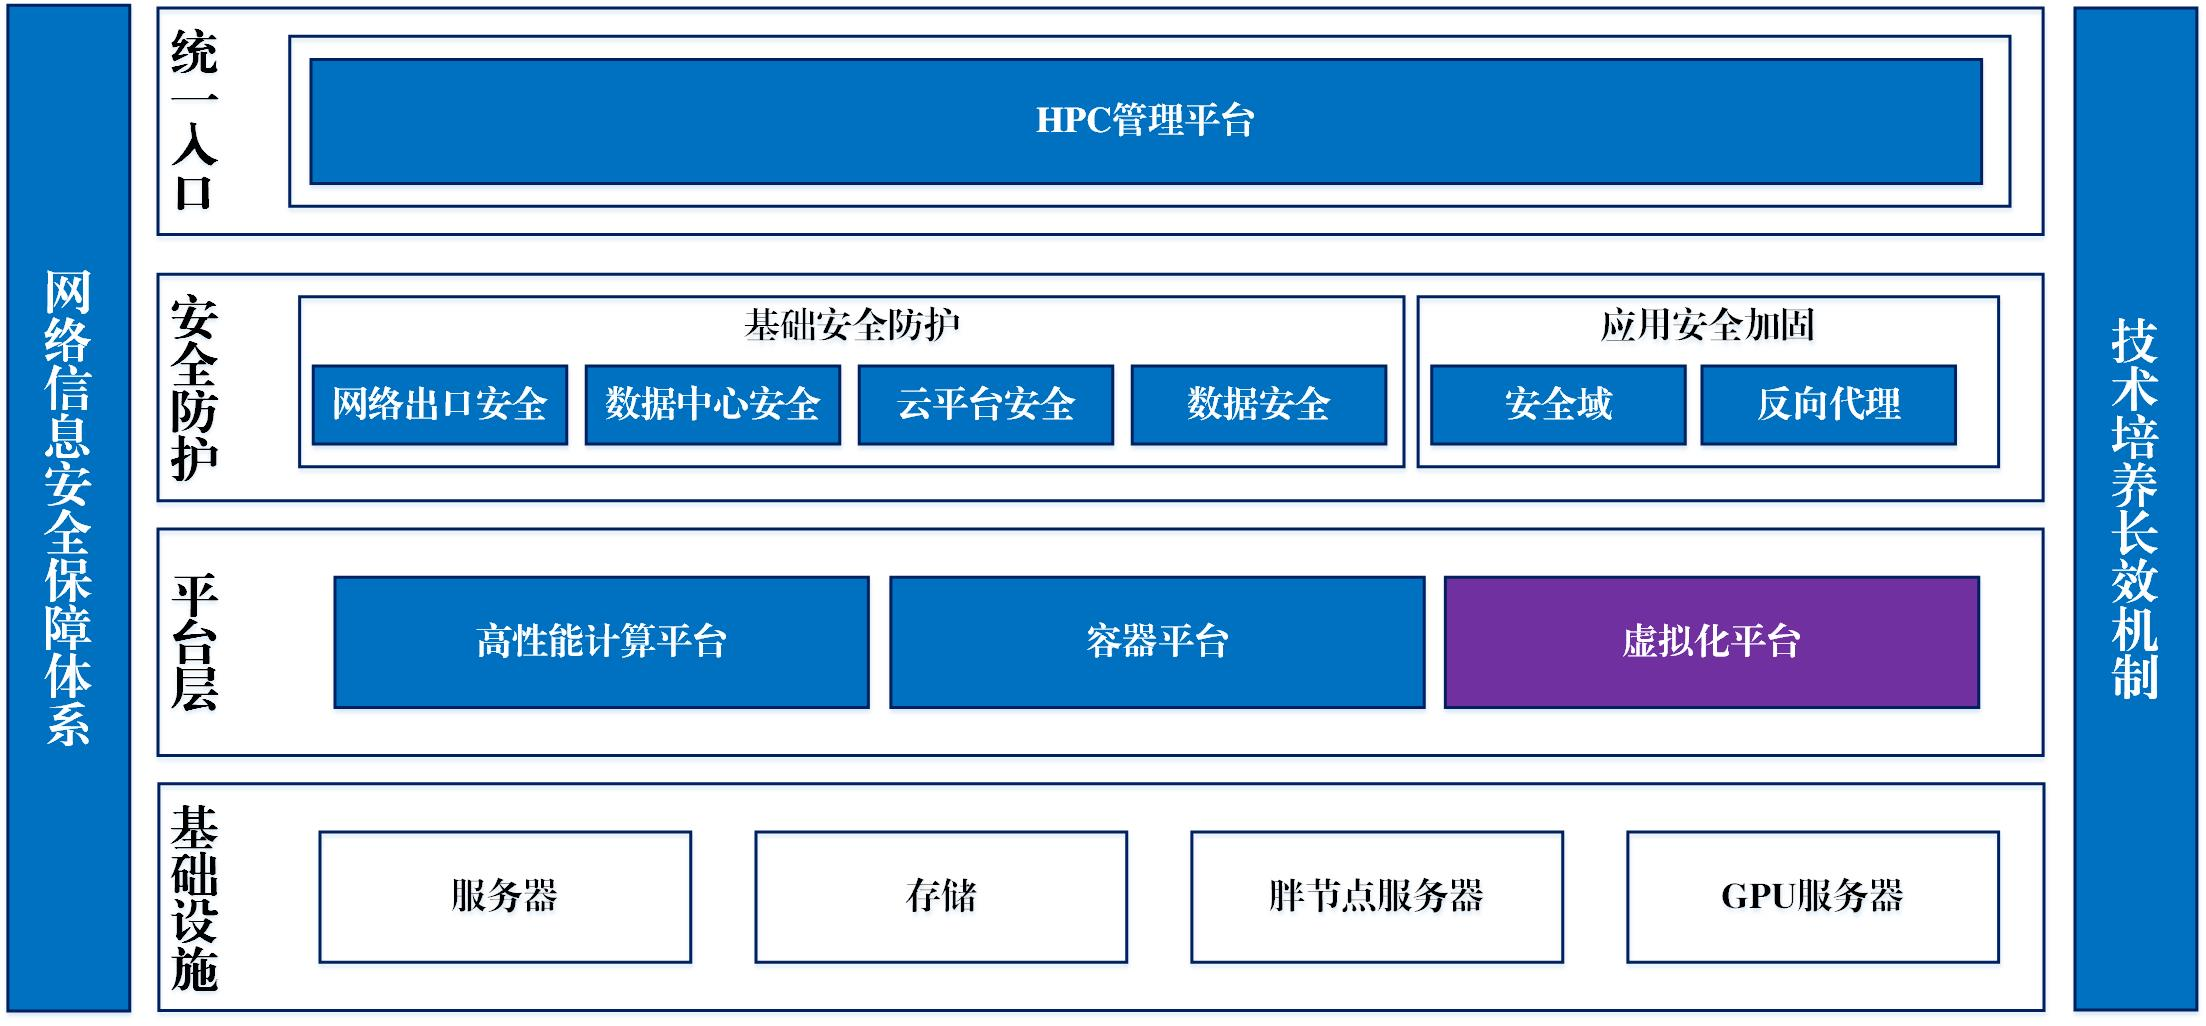 网络信息安全保障体系
统一入口
HPC管理平台
安全防护
基础安全防护
网络出口安全
数据中心安全
云平台安全
数据安全
应用安全加固
安全域
反向代理
平台层
高性能计算平台
容器平台
虚拟化平台
基础设施
服务器
存储
胖节点服务器
GPU服务器
技术培养长效机制